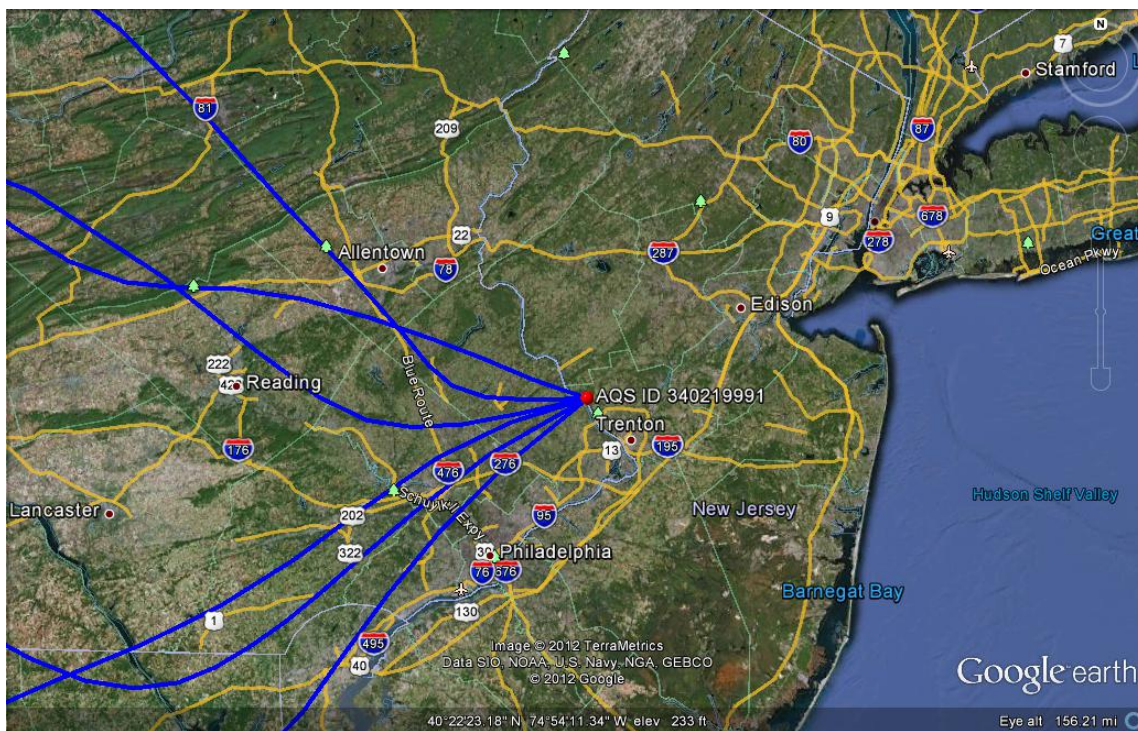 N
7
Stamford
81
209
87
80
9
678
22
278
Great
Ocean Pkwy
Allentown
78
287
Edison
222
Reading
Blue Route
AQS ID 340219991
Trenton
13
195
176
476
276
Lancaster
Schuylkill Expy
202
95
New Jersey
Hudson Shelf Valley
322
30
Philadelphia
76
676
Barnegat Bay
130
1
495
40
Image © 2012 TerraMetrics
Data SIO, NOAA, U.S. Navy, NGA, GEBCO
© 2012 Google
Google earth
40°22'23.18" N 74°54'11.34" W elev 233 ft
Eye alt 156.21 mi